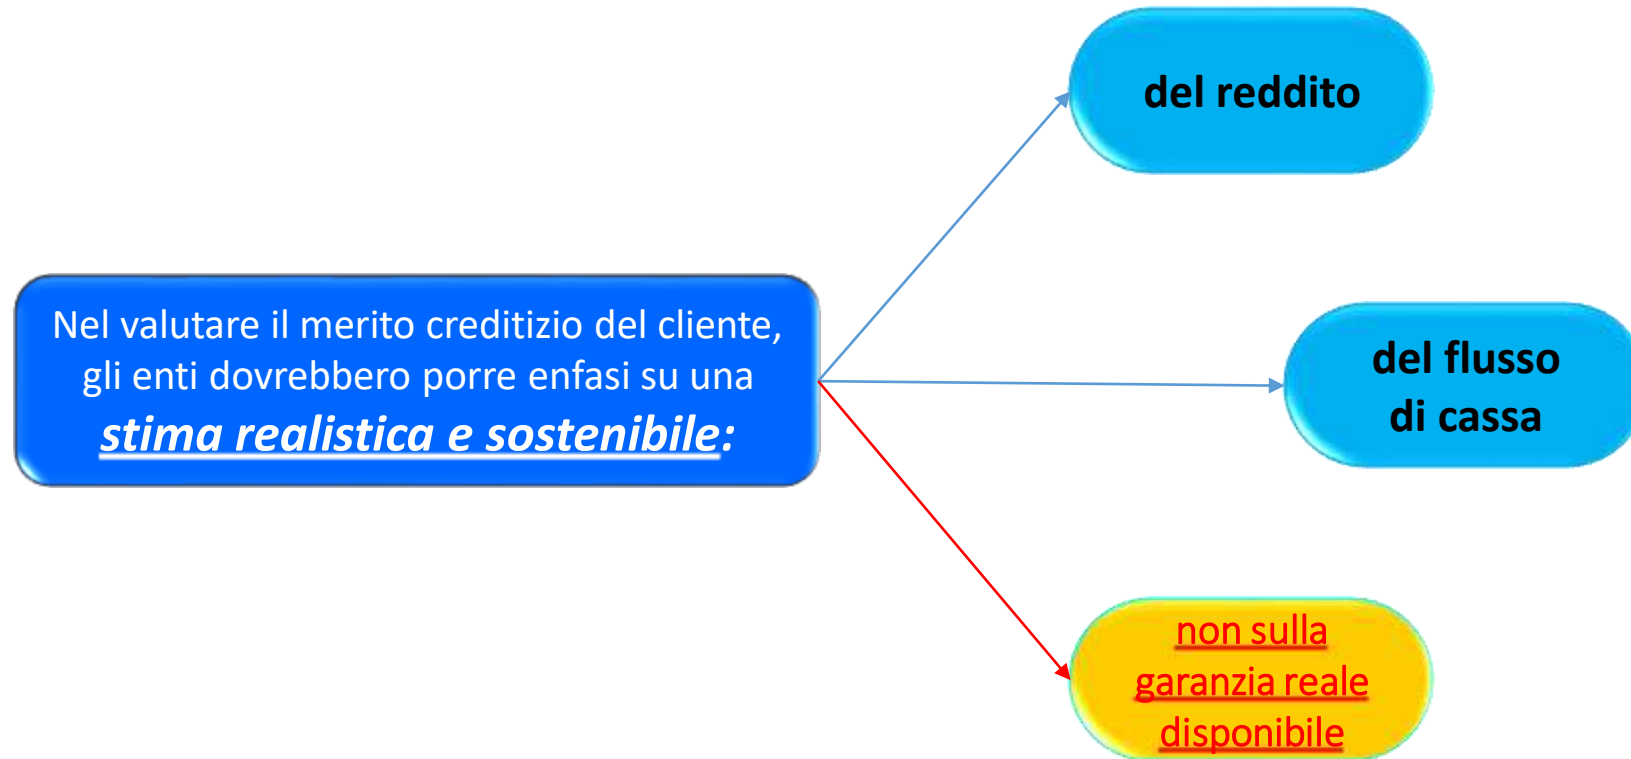 Nel valutare il merito creditizio del cliente,
gli enti dovrebbero porre enfasi su una
stima realistica e sostenibile:
del reddito
del flusso
di cassa
non sulla
garanzia reale
disponibile